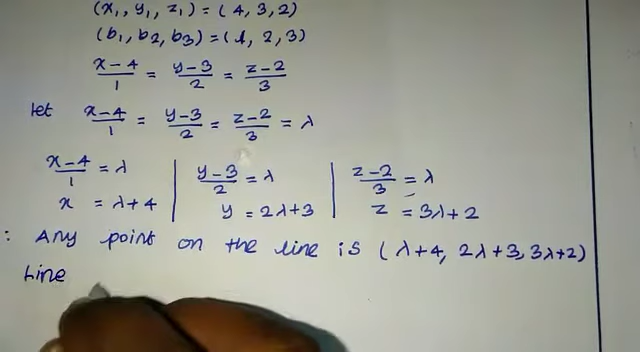 (x₁, y₁, z₁) = (4, 3, 2)
(b₁, b₂, b₃) = (1, 2, 3)
x-4/1 = y-3/2 = z-2/3
let x-4/1 = y-3/2 = z-2/3 = λ
x-4/1 = λ | y-3/2 = λ | z-2/3 = λ
x = λ+4 | y = 2λ+3 | z = 3λ+2
: Any point on the line is (λ+4, 2λ+3, 3λ+2)
Line